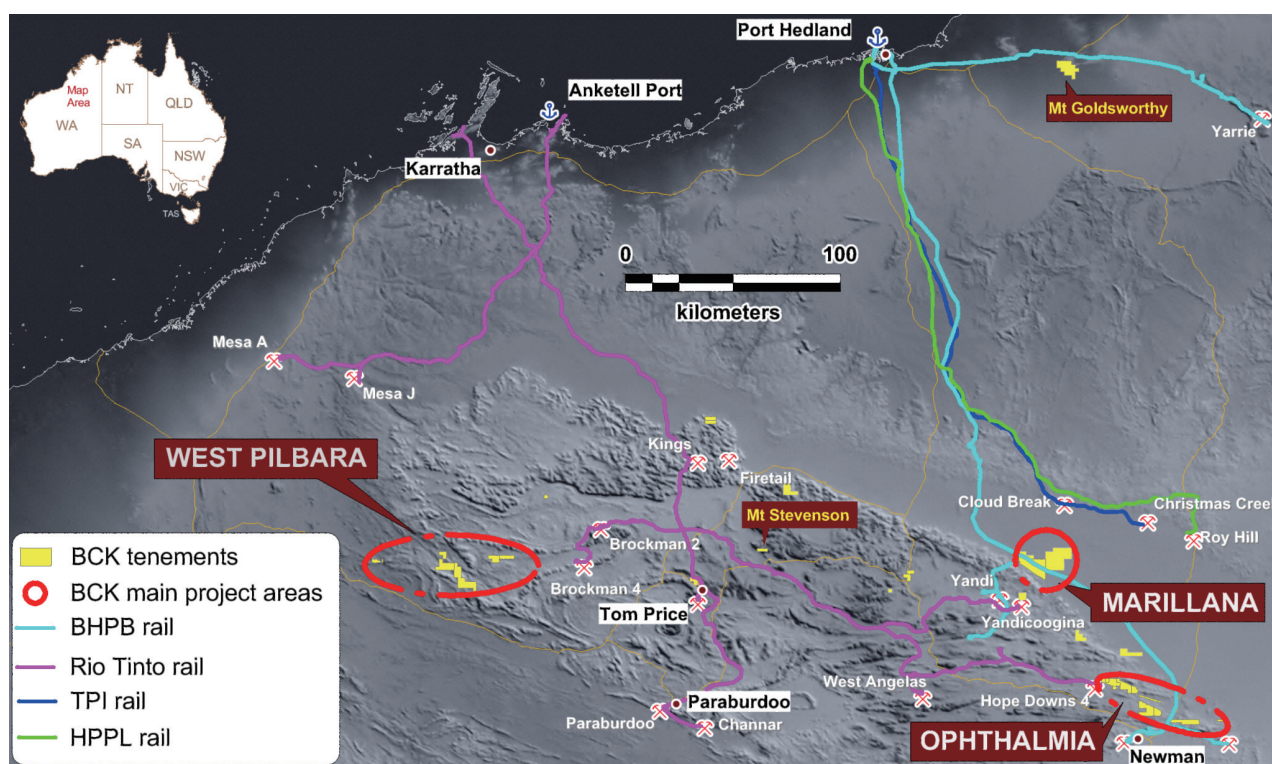 Port Hedland
Anketell Port
Map
Area
NT
QLD
WA
SA
NSW
VIC
TAS
Mt Goldsworthy
Yarrie
Karratha
0
100
kilometers
Mesa A
Mesa J
WEST PILBARA
Kings
Firetail
Cloud Break
Christmas Creek
Mt Stevenson
Roy Hill
Brockman 2
Brockman 4
Yandi
Yandicoogina
MARILLANA
Tom Price
West Angelas
Hope Downs 4
Paraburdoo
Paraburdoo
Channar
OPHTHALMIA
Newman
BCK tenements
BCK main project areas
BHPB rail
Rio Tinto rail
TPI rail
HPPL rail